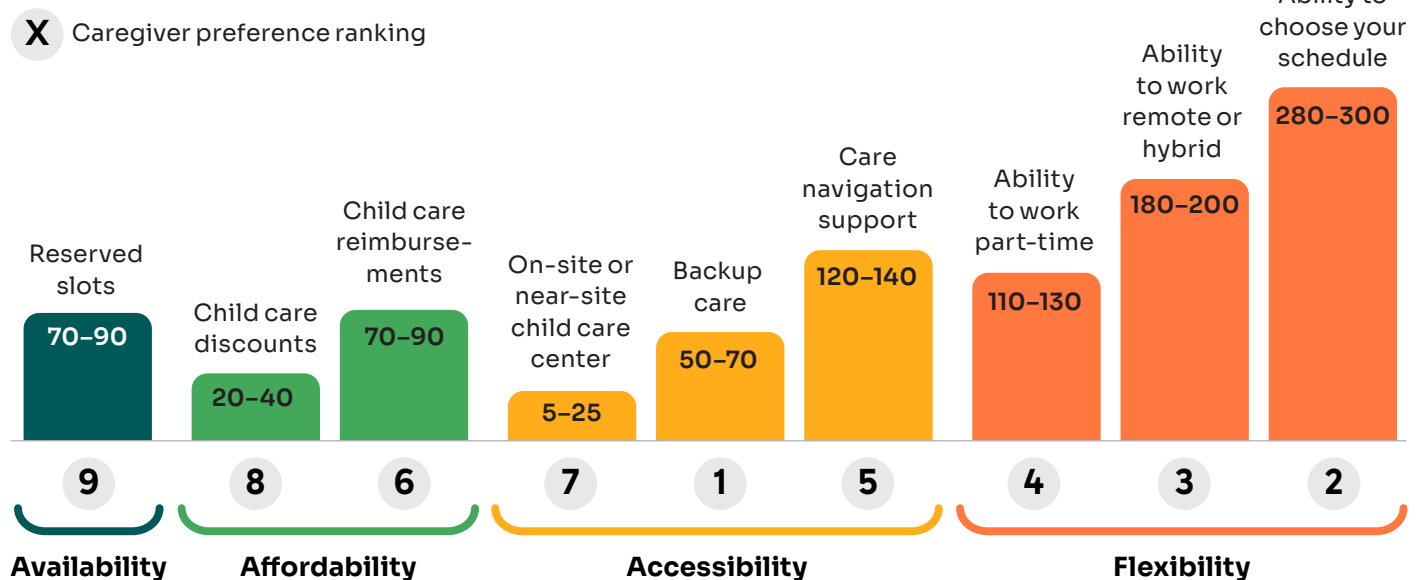 X Caregiver preference ranking
Reserved
slots
70–90
Child care
discounts
20–40
Child care
reimburse-
ments
70–90
On-site or
near-site
child care
center
5–25
Backup
care
50–70
Care
navigation
support
120–140
Ability
to work
part-time
110–130
Ability
to work
remote or
hybrid
180–200
Ability to
choose your
schedule
280–300
9
8
6
7
1
5
4
3
2
Availability
Affordability
Accessibility
Flexibility